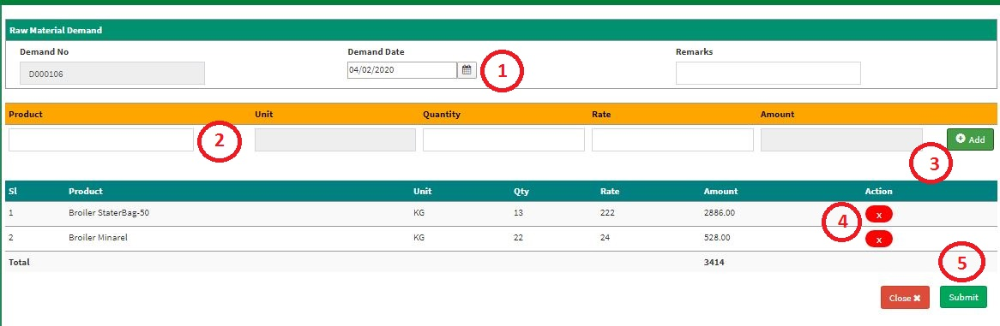 Raw Material Demand
Demand No Demand Date Remarks
D000106 04/02/2020 1
Product Unit Quantity Rate Amount
2 Add
3
Sl Product Unit Qty Rate Amount Action
1 Broiler StaterBag-50 KG 13 222 2886.00 x
4
2 Broiler Minarel KG 22 24 528.00 x
Total 3414
5
Close ✖ Submit